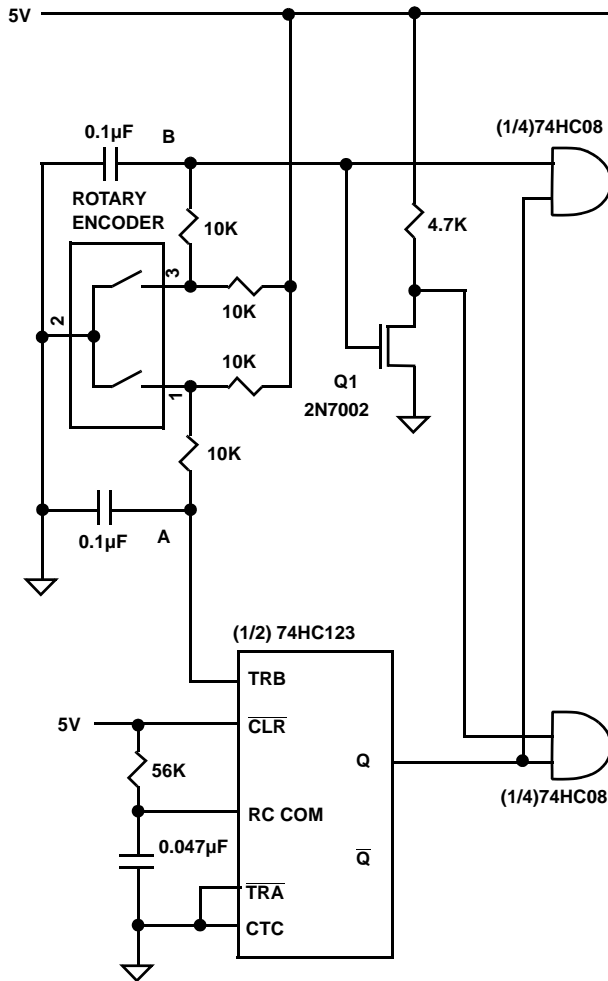 5V
0.1µF
B
(1/4)74HC08
ROTARY
ENCODER
10K
4.7K
3
10K
2
10K
Q1
2N7002
1
10K
0.1µF
A
(1/2) 74HC123
TRB
5V
CLR
56K
Q
(1/4)74HC08
RC COM
0.047µF
Q
TRA
CTC